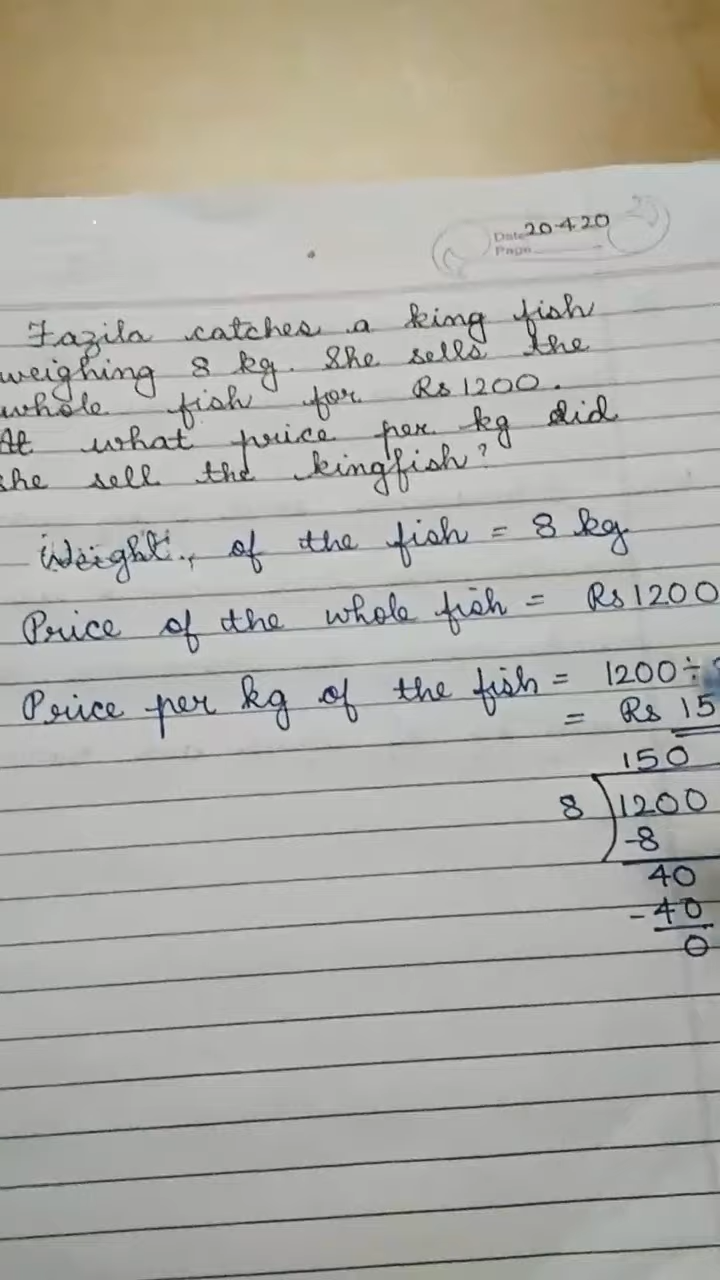 Date 20-4-20
Page
Fazila catches a king fish
weighing 8 kg. She sells the
whole fish for Rs 1200.
At what price per kg did
she sell the kingfish?
Weight of the fish = 8 kg
Price of the whole fish = Rs 1200
Price per kg of the fish = 1200 ÷
= Rs 15
150
8 ) 1200
-8
40
-40
0